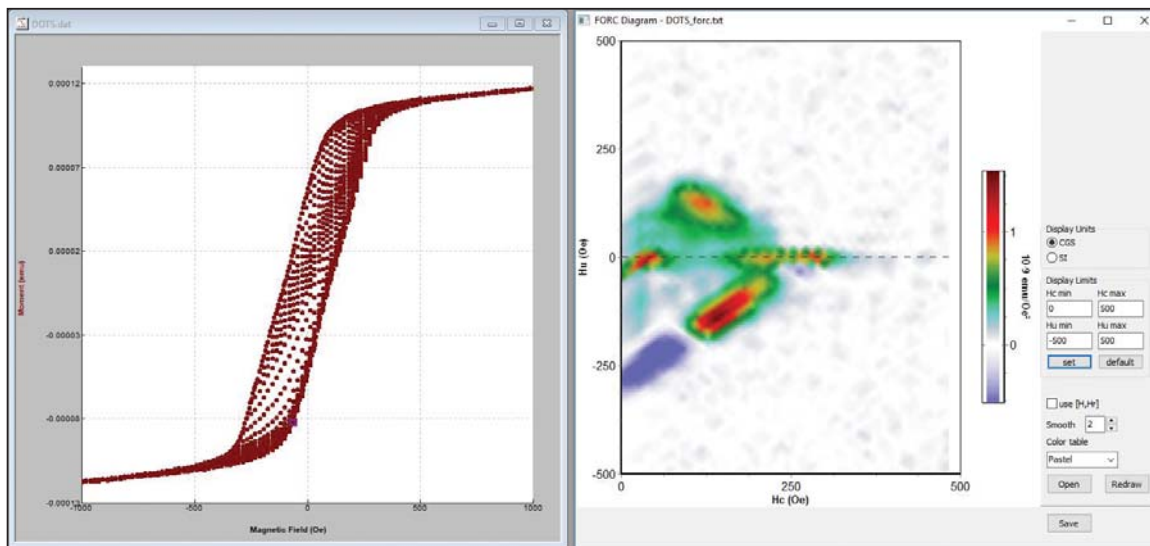 DOTS.dat
0.00012
0.00007
0.00002
-0.00003
-0.00008
-0.00013
Moment (emu)
-1000
-500
0
500
1000
Magnetic Field (Oe)
FORC Diagram - DOTS_forc.txt
500
250
0
-250
-500
Hu (Oe)
0
250
500
Hc (Oe)
1
0
10^-9 emu/Oe²
Display Units
CGS
SI
Display Limits
Hc min
Hc max
0
500
Hu min
Hu max
-500
500
set
default
use [H,Hr]
Smooth
2
Color table
Pastel
Open
Redraw
Save